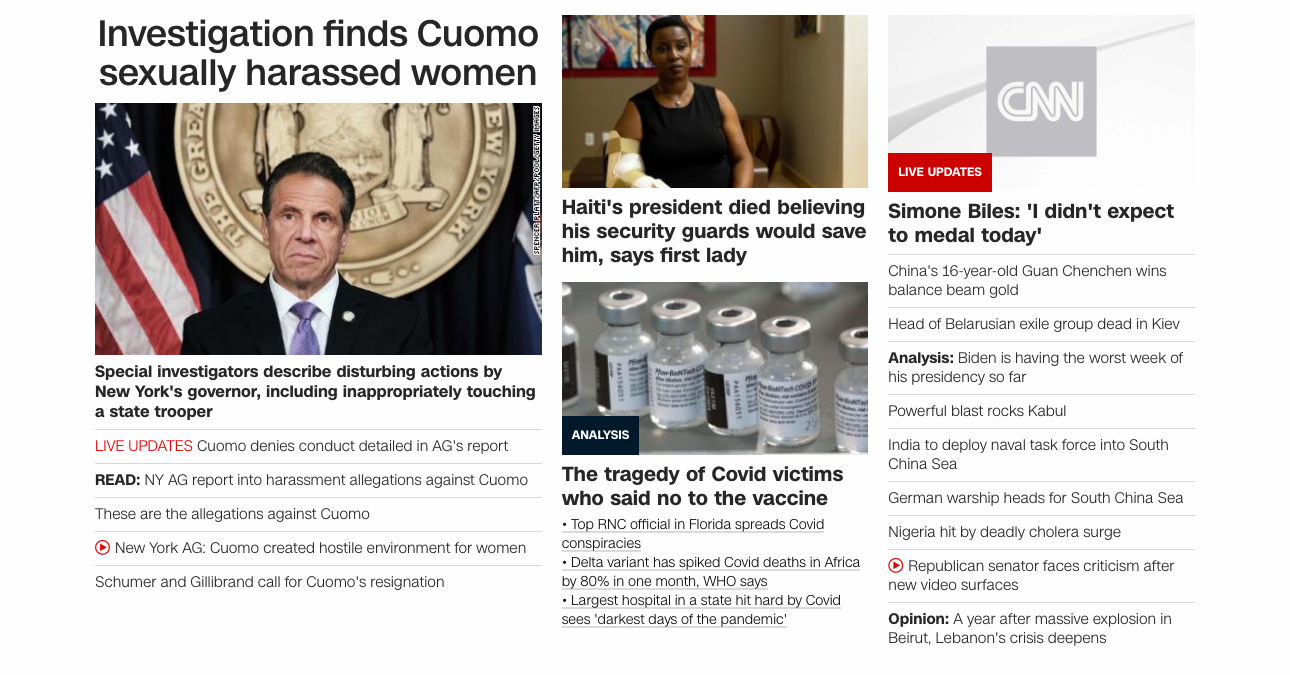 Investigation finds Cuomo
sexually harassed women
SPENCER PLATT/AFP/POOL/GETTY IMAGES
THE GREA
EW YORK
Special investigators describe disturbing actions by
New York's governor, including inappropriately touching
a state trooper
LIVE UPDATES Cuomo denies conduct detailed in AG's report
READ: NY AG report into harassment allegations against Cuomo
These are the allegations against Cuomo
New York AG: Cuomo created hostile environment for women
Schumer and Gillibrand call for Cuomo's resignation
Haiti's president died believing
his security guards would save
him, says first lady
Pfizer-BioNTech
ANALYSIS
The tragedy of Covid victims
who said no to the vaccine
• Top RNC official in Florida spreads Covid
conspiracies
• Delta variant has spiked Covid deaths in Africa
by 80% in one month, WHO says
• Largest hospital in a state hit hard by Covid
sees 'darkest days of the pandemic'
CNN
LIVE UPDATES
Simone Biles: 'I didn't expect
to medal today'
China's 16-year-old Guan Chenchen wins
balance beam gold
Head of Belarusian exile group dead in Kiev
Analysis: Biden is having the worst week of
his presidency so far
Powerful blast rocks Kabul
India to deploy naval task force into South
China Sea
German warship heads for South China Sea
Nigeria hit by deadly cholera surge
Republican senator faces criticism after
new video surfaces
Opinion: A year after massive explosion in
Beirut, Lebanon's crisis deepens